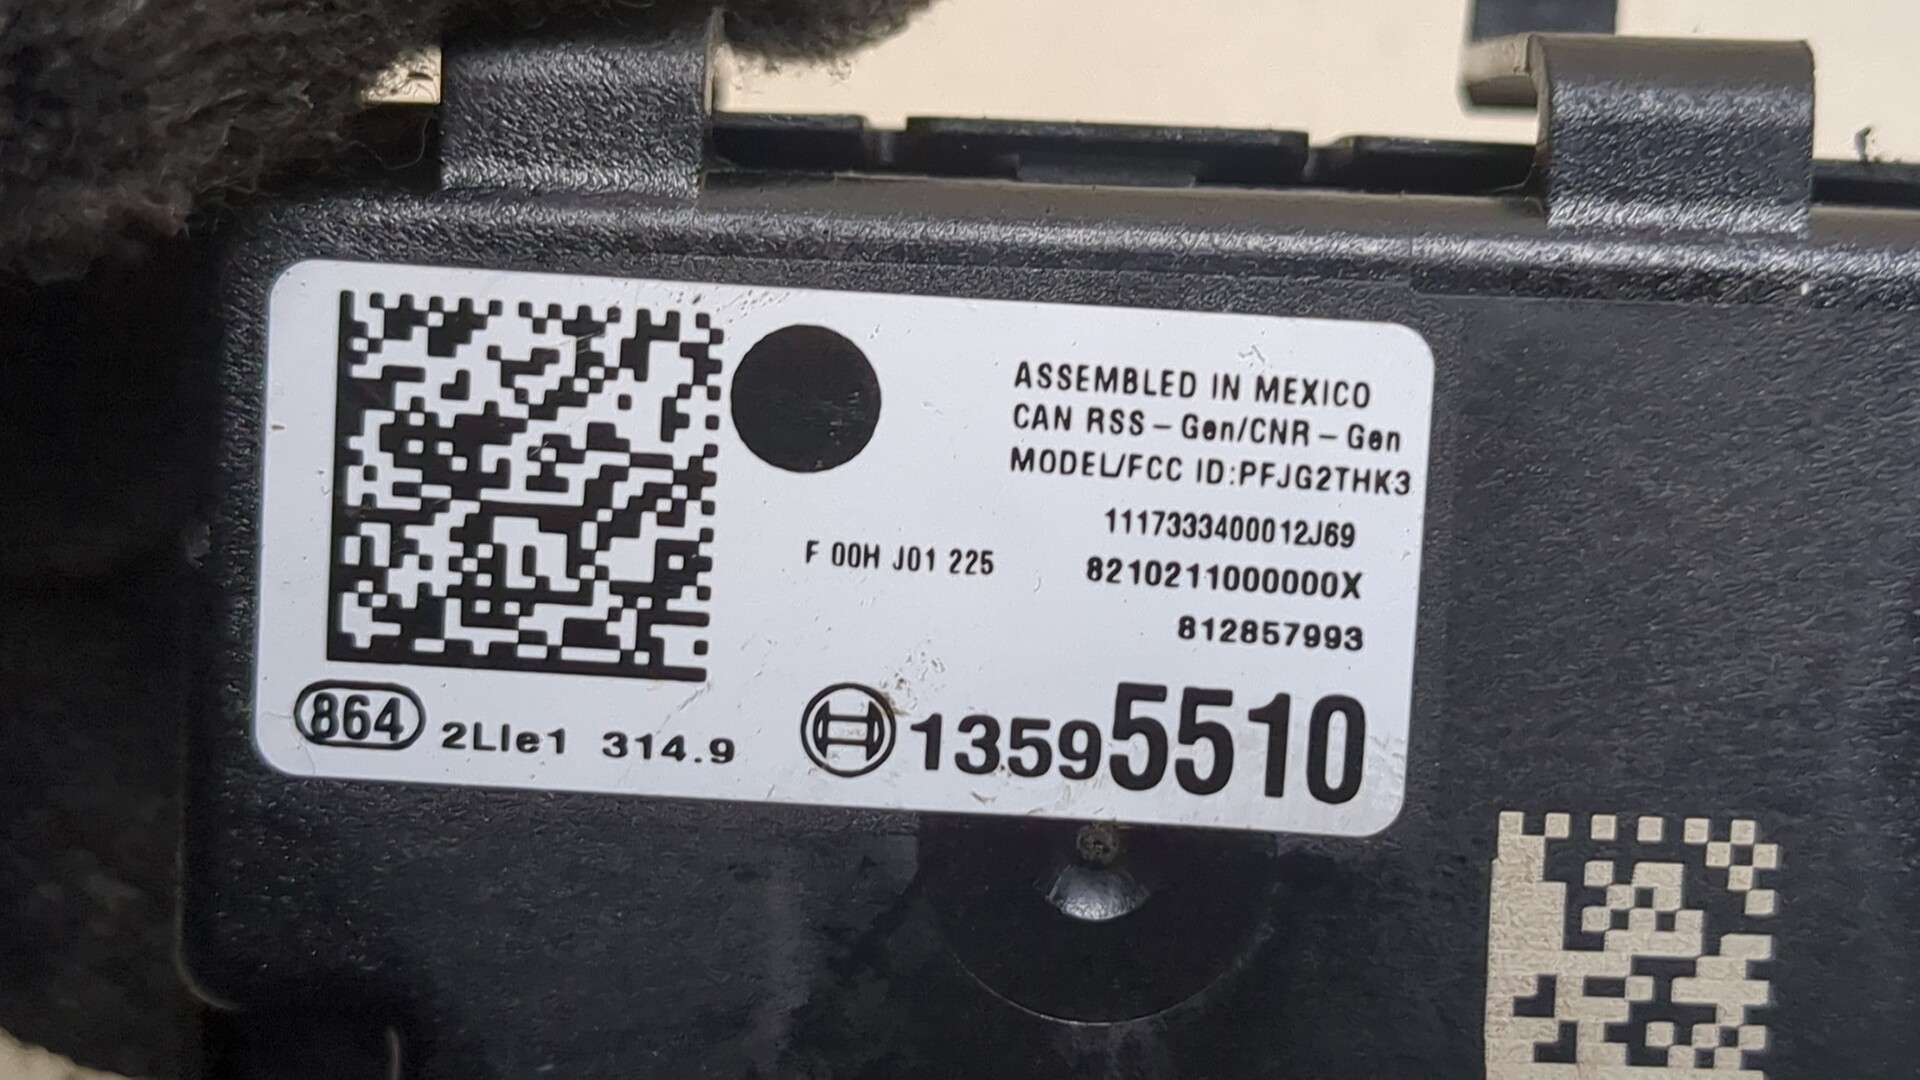 ASSEMBLED IN MEXICO
CAN RSS – Gen/CNR – Gen
MODEL/FCC ID:PFJG2THK3
1117333400012J69
F 00H J01 225
8210211000000X
812857993
864 2LIe1 314.9
13595510